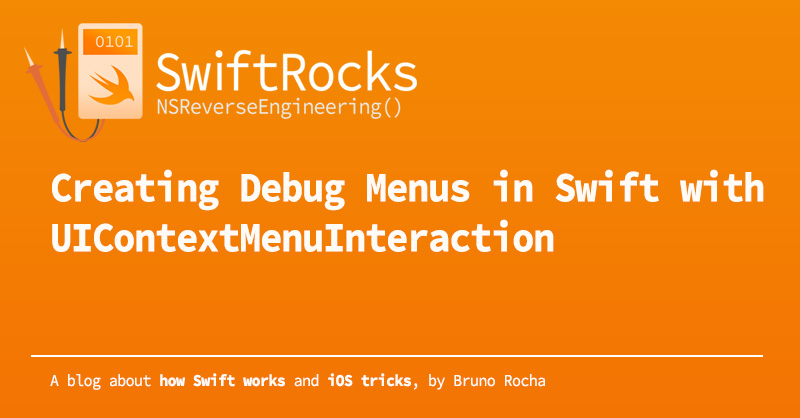 0101
SwiftRocks
NSReverseEngineering()
Creating Debug Menus in Swift with
UIContextMenuInteraction
A blog about how Swift works and iOS tricks, by Bruno Rocha